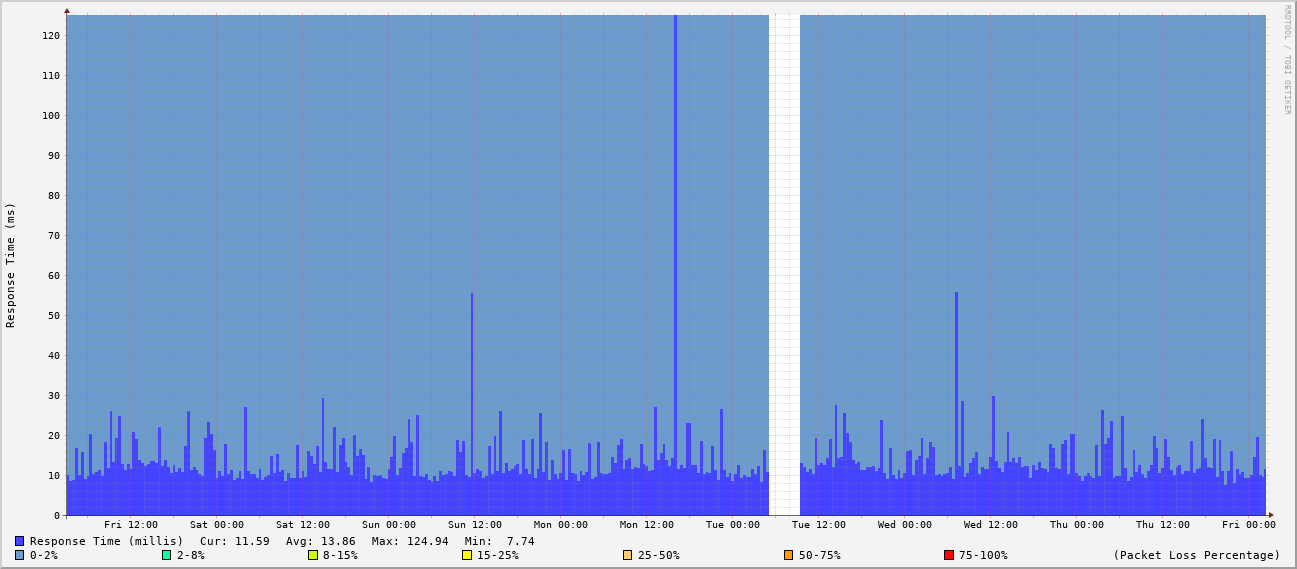 RRDTOOL / TOBI OETIKER
Response Time (ms)
120
110
100
90
80
70
60
50
40
30
20
10
0
Fri 12:00 Sat 00:00 Sat 12:00 Sun 00:00 Sun 12:00 Mon 00:00 Mon 12:00 Tue 00:00 Tue 12:00 Wed 00:00 Wed 12:00 Thu 00:00 Thu 12:00 Fri 00:00
Response Time (millis) Cur: 11.59 Avg: 13.86 Max: 124.94 Min: 7.74
0-2% 2-8% 8-15% 15-25% 25-50% 50-75% 75-100% (Packet Loss Percentage)